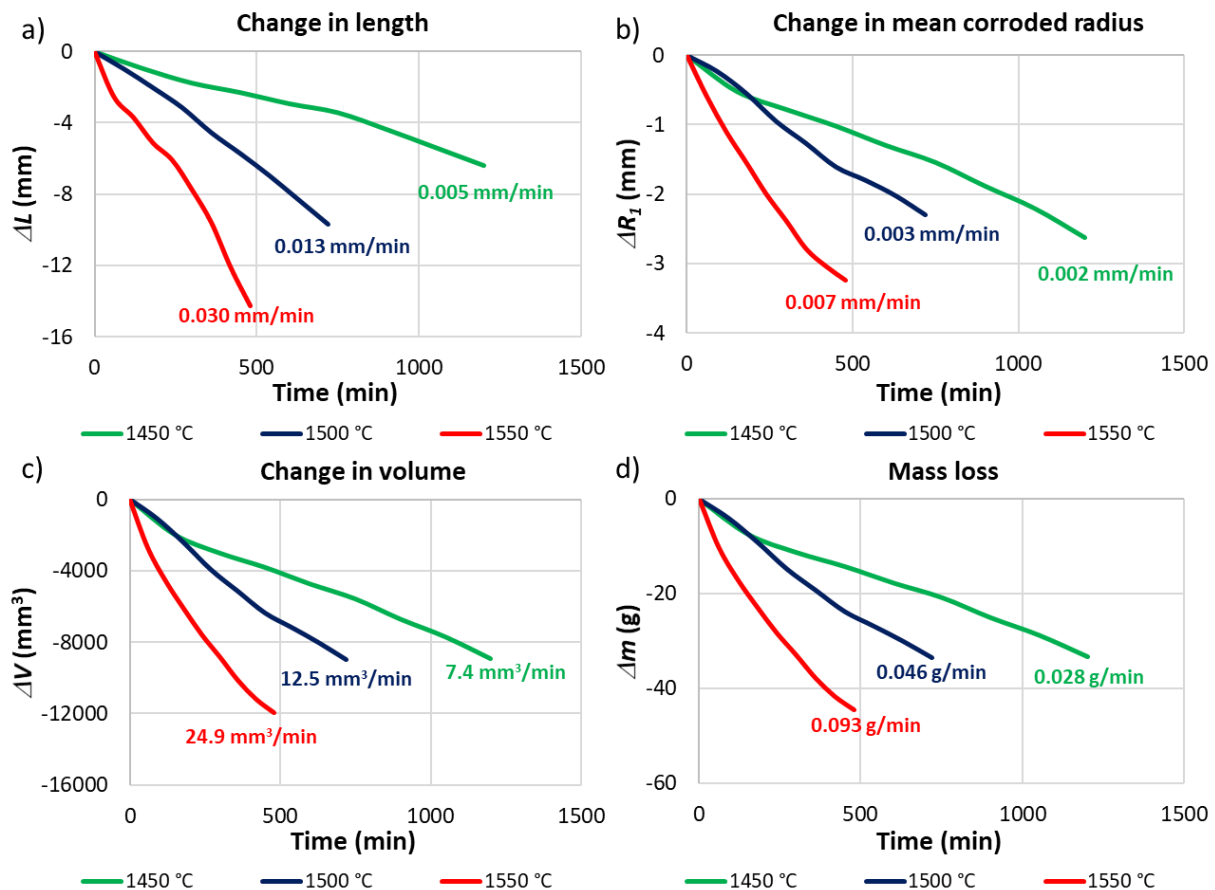 a)
Change in length
0
-4
-8
-12
-16
ΔL (mm)
0.005 mm/min
0.013 mm/min
0.030 mm/min
0 500 1000 1500
Time (min)
1450 °C 1500 °C 1550 °C
b)
Change in mean corroded radius
0
-1
-2
-3
-4
ΔR₁ (mm)
0.003 mm/min
0.002 mm/min
0.007 mm/min
0 500 1000 1500
Time (min)
1450 °C 1500 °C 1550 °C
c)
Change in volume
0
-4000
-8000
-12000
-16000
ΔV (mm³)
12.5 mm³/min
7.4 mm³/min
24.9 mm³/min
0 500 1000 1500
Time (min)
1450 °C 1500 °C 1550 °C
d)
Mass loss
0
-20
-40
-60
Δm (g)
0.046 g/min
0.028 g/min
0.093 g/min
0 500 1000 1500
Time (min)
1450 °C 1500 °C 1550 °C